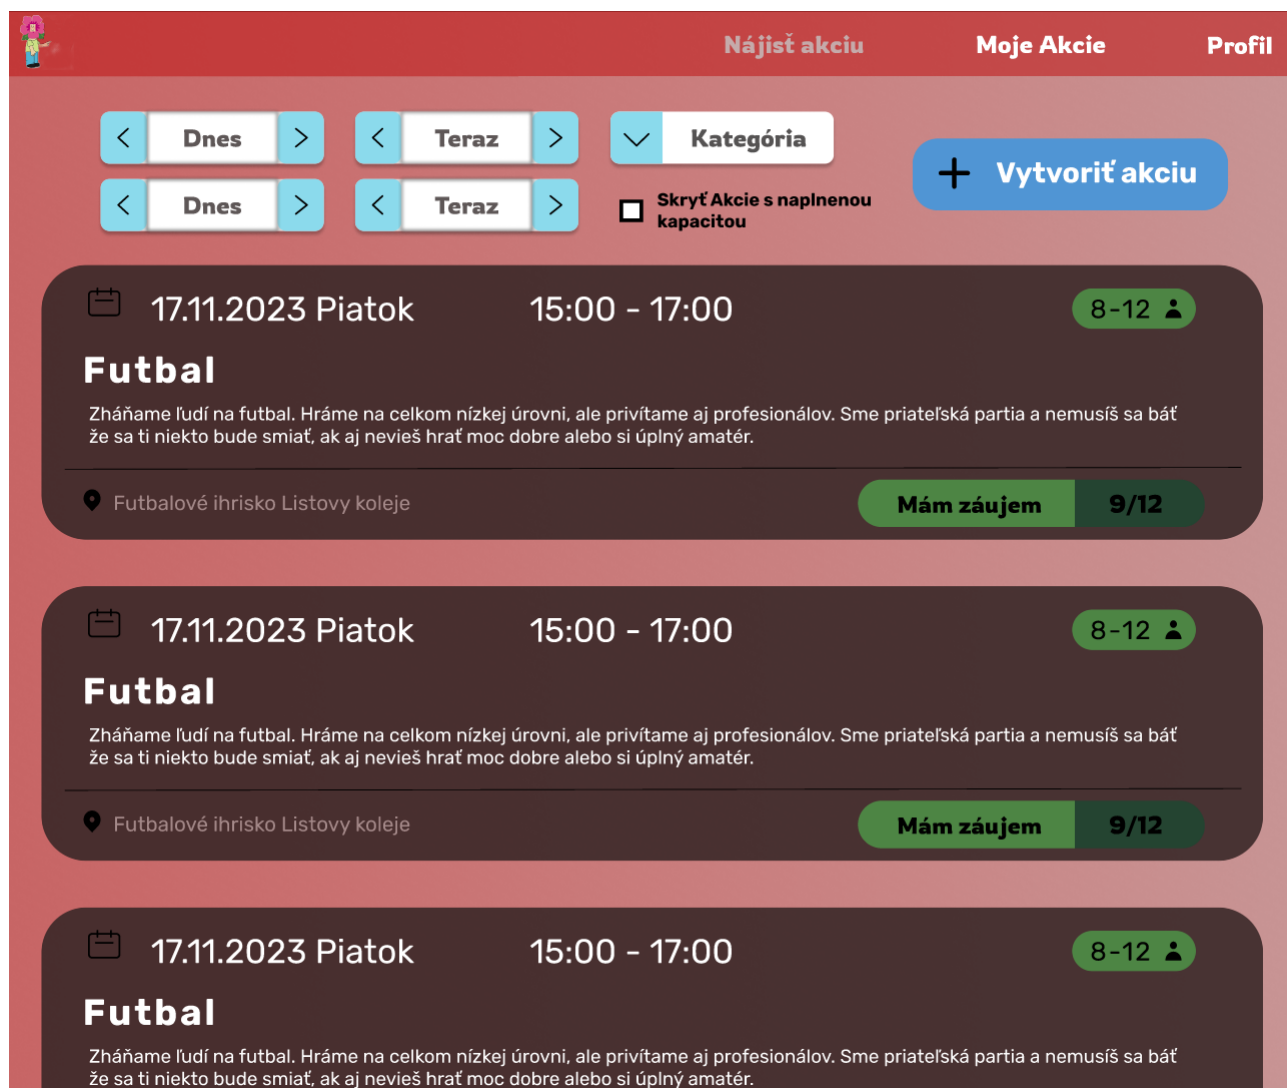 Nájisť akciu Moje Akcie Profil
Dnes Teraz Kategória
Vytvoriť akciu
Dnes Teraz Skryť Akcie s naplnenou
kapacitou
17.11.2023 Piatok 15:00 - 17:00 8-12
Futbal
Zháňame ľudí na futbal. Hráme na celkom nízkej úrovni, ale privítame aj profesionálov. Sme priateľská partia a nemusíš sa báť
že sa ti niekto bude smiať, ak aj nevieš hrať moc dobre alebo si úplný amatér.
Futbalové ihrisko Listovy koleje Mám záujem 9/12
17.11.2023 Piatok 15:00 - 17:00 8-12
Futbal
Zháňame ľudí na futbal. Hráme na celkom nízkej úrovni, ale privítame aj profesionálov. Sme priateľská partia a nemusíš sa báť
že sa ti niekto bude smiať, ak aj nevieš hrať moc dobre alebo si úplný amatér.
Futbalové ihrisko Listovy koleje Mám záujem 9/12
17.11.2023 Piatok 15:00 - 17:00 8-12
Futbal
Zháňame ľudí na futbal. Hráme na celkom nízkej úrovni, ale privítame aj profesionálov. Sme priateľská partia a nemusíš sa báť
že sa ti niekto bude smiať, ak aj nevieš hrať moc dobre alebo si úplný amatér.